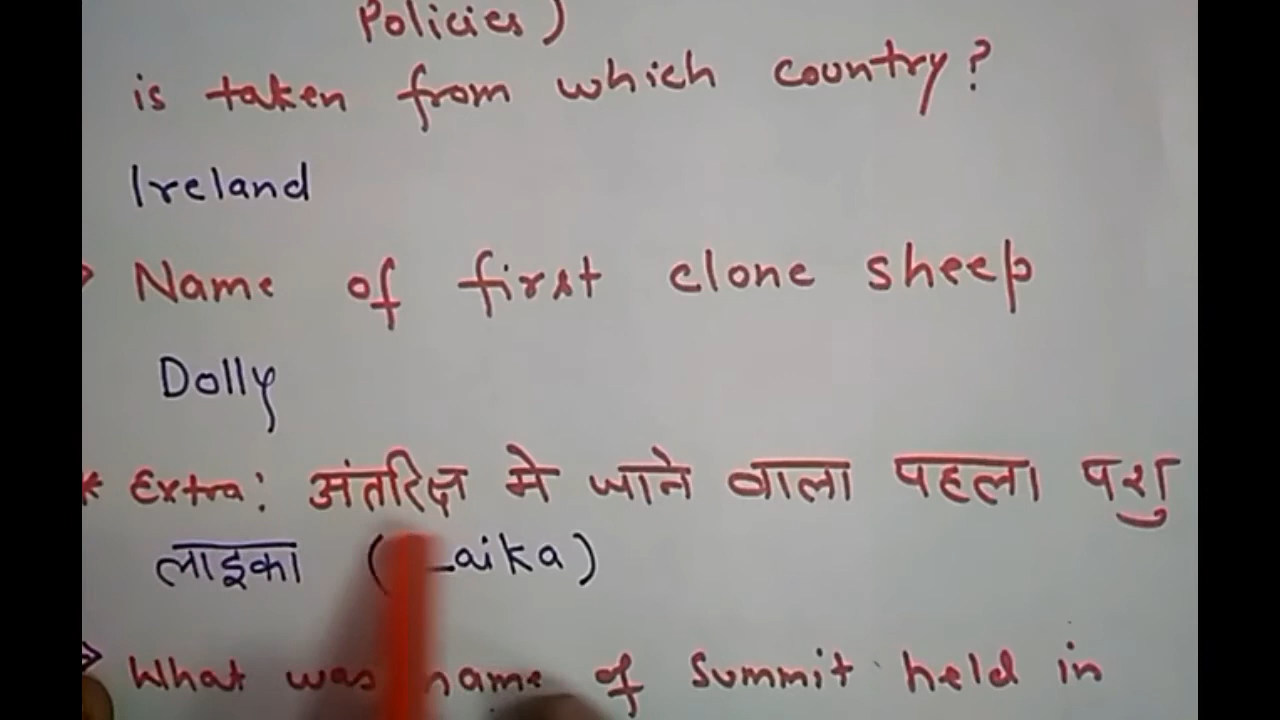 Policies)
is taken from which country?
Ireland
Name of first clone sheep
Dolly
* Extra: अंतरिक्ष मे जाने वाला पहला पशु
लाइका (Laika)
What was name of Summit held in